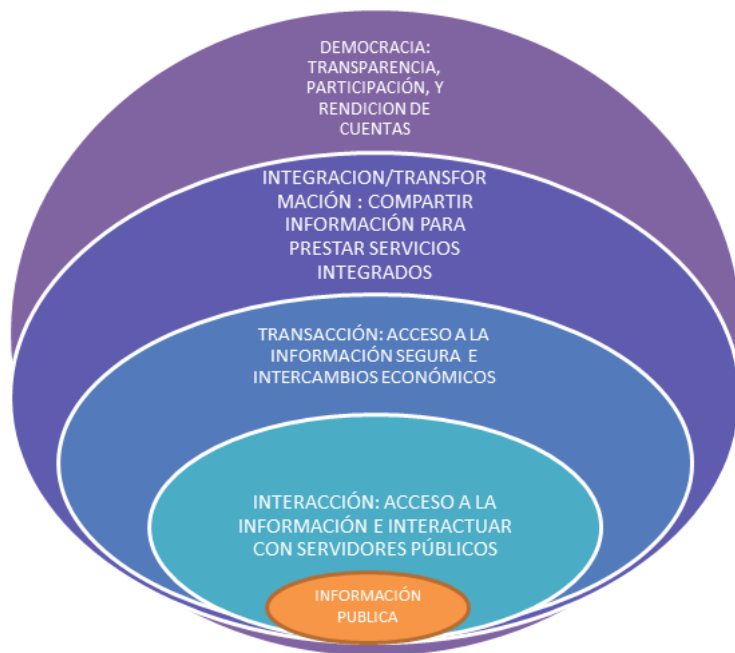 DEMOCRACIA:
TRANSPARENCIA,
PARTICIPACIÓN, Y
RENDICION DE
CUENTAS
INTEGRACION/TRANSFOR
MACIÓN : COMPARTIR
INFORMACIÓN PARA
PRESTAR SERVICIOS
INTEGRADOS
TRANSACCIÓN: ACCESO A LA
INFORMACIÓN SEGURA E
INTERCAMBIOS ECONÓMICOS
INTERACCIÓN: ACCESO A LA
INFORMACIÓN E INTERACTUAR
CON SERVIDORES PÚBLICOS
INFORMACIÓN
PUBLICA